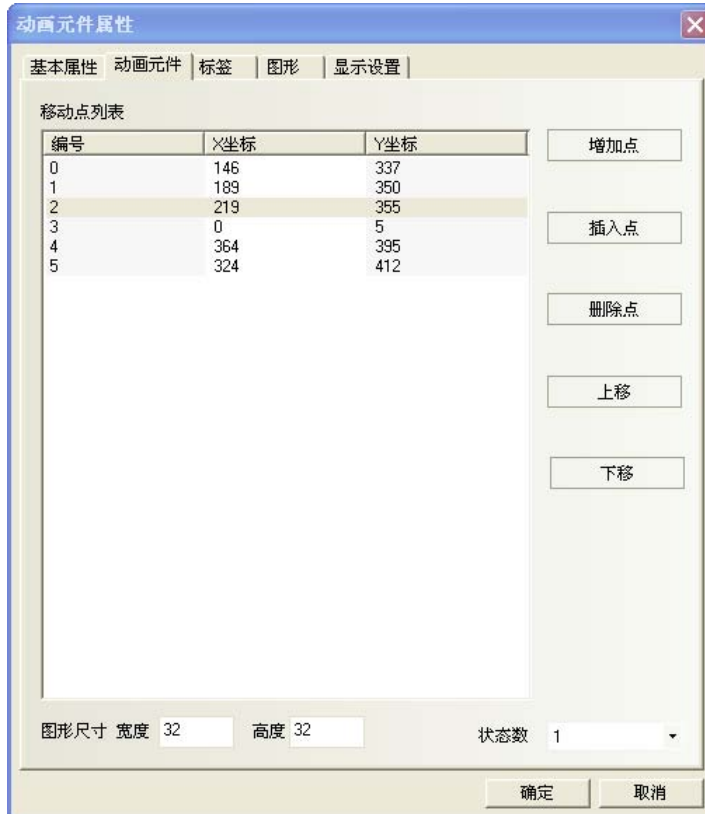 动画元件属性
基本属性 动画元件 标签 图形 显示设置
移动点列表
编号 X坐标 Y坐标
0 146 337
1 189 350
2 219 355
3 0 5
4 364 395
5 324 412
增加点
插入点
删除点
上移
下移
图形尺寸 宽度 32 高度 32 状态数 1
确定 取消